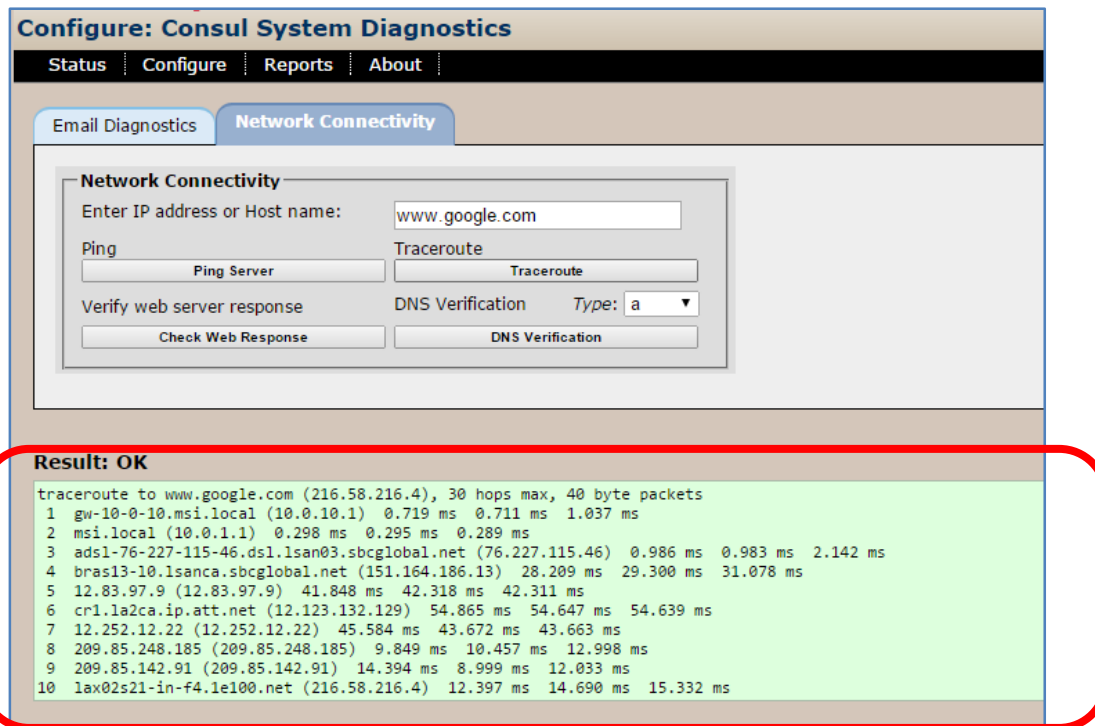 Configure: Consul System Diagnostics
Status Configure Reports About
Email Diagnostics Network Connectivity
Network Connectivity
Enter IP address or Host name: www.google.com
Ping Traceroute
Ping Server Traceroute
Verify web server response DNS Verification Type: a
Check Web Response DNS Verification
Result: OK
traceroute to www.google.com (216.58.216.4), 30 hops max, 40 byte packets
1 gw-10-0-10.msi.local (10.0.10.1) 0.719 ms 0.711 ms 1.037 ms
2 msi.local (10.0.1.1) 0.298 ms 0.295 ms 0.289 ms
3 adsl-76-227-115-46.dsl.lsan03.sbcglobal.net (76.227.115.46) 0.986 ms 0.983 ms 2.142 ms
4 bras13-l0.lsanca.sbcglobal.net (151.164.186.13) 28.209 ms 29.300 ms 31.078 ms
5 12.83.97.9 (12.83.97.9) 41.848 ms 42.318 ms 42.311 ms
6 cr1.la2ca.ip.att.net (12.123.132.129) 54.865 ms 54.647 ms 54.639 ms
7 12.252.12.22 (12.252.12.22) 45.584 ms 43.672 ms 43.663 ms
8 209.85.248.185 (209.85.248.185) 9.849 ms 10.457 ms 12.998 ms
9 209.85.142.91 (209.85.142.91) 14.394 ms 8.999 ms 12.033 ms
10 lax02s21-in-f4.1e100.net (216.58.216.4) 12.397 ms 14.690 ms 15.332 ms